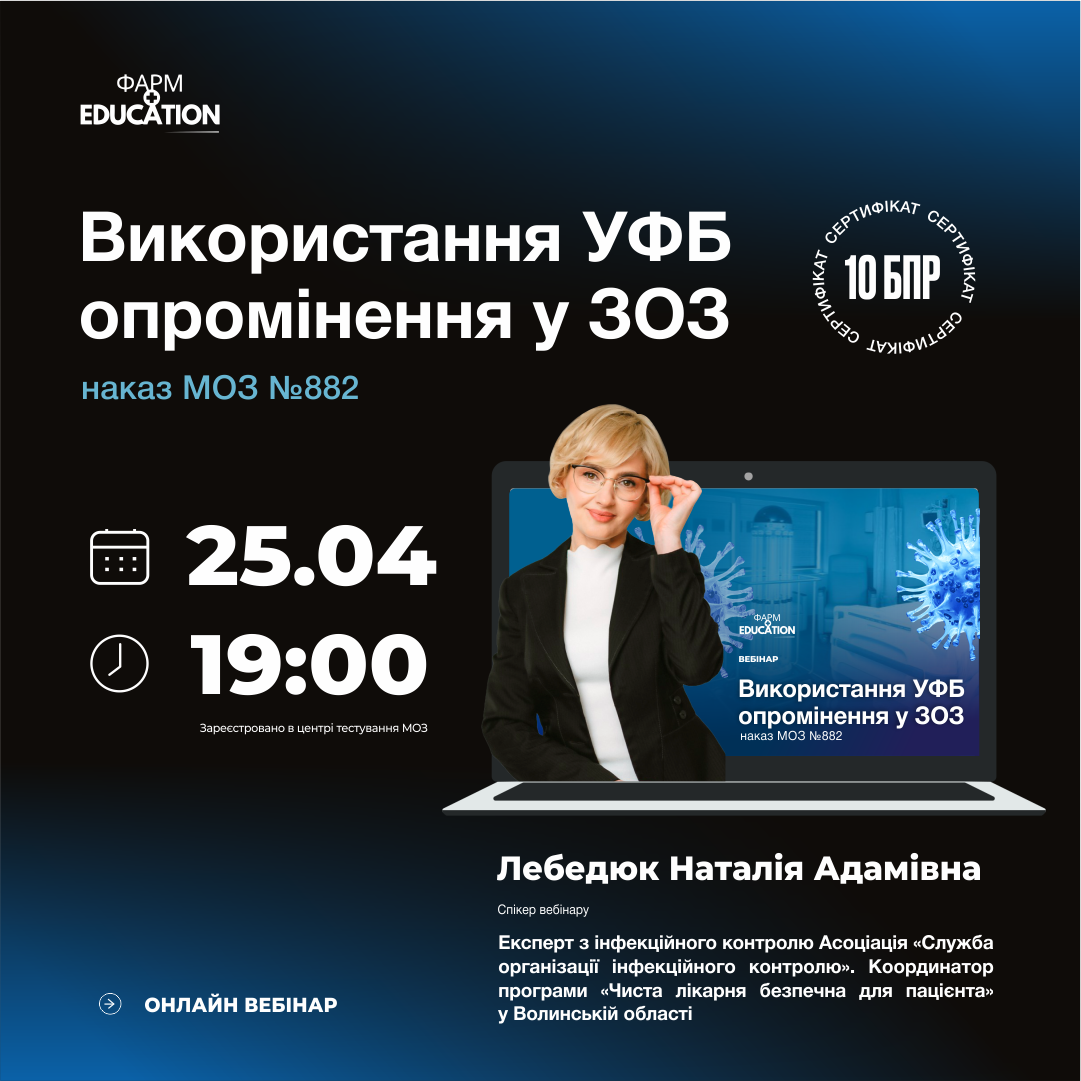 ФАРМ
EDUCATION
Використання УФБ
опромінення у ЗОЗ
наказ МОЗ №882
СЕРТИФІКАТ СЕРТИФІКАТ СЕРТИФІКАТ СЕРТИФІКАТ
10 БПР
25.04
19:00
Зареєстровано в центрі тестування МОЗ
ФАРМ
EDUCATION
ВЕБІНАР
Використання УФБ
опромінення у ЗОЗ
наказ МОЗ №882
Лебедюк Наталія Адамівна
Спікер вебінару
Експерт з інфекційного контролю Асоціація «Служба
організації інфекційного контролю». Координатор
програми «Чиста лікарня безпечна для пацієнта»
у Волинській області
ОНЛАЙН ВЕБІНАР